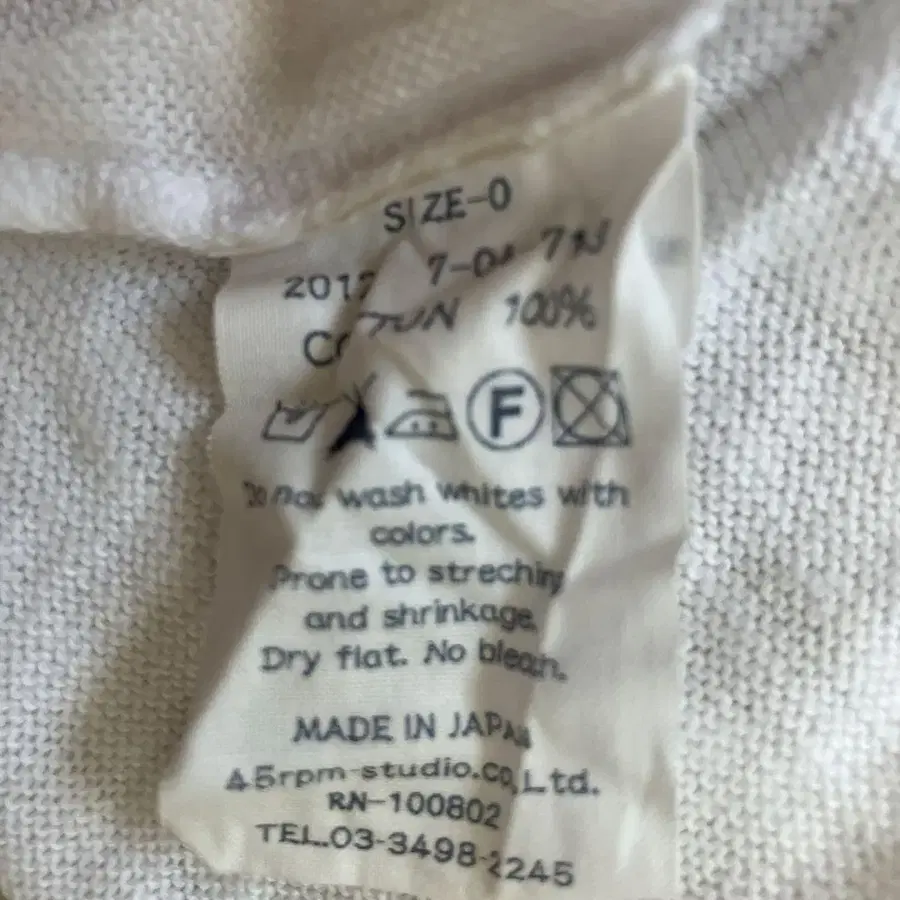 SIZE-0
100%
F
wash whites with
colors.
Prone to streching
and shrinkage.
Dry flat. No bleach.
MADE IN JAPAN
45rpm-studio.co,Ltd.
RN-100802
TEL.03-3498-2245